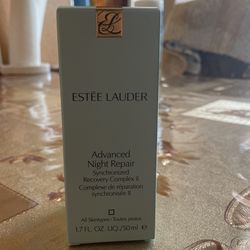 ESTĒE LAUDER
Advanced
Night Repair
Synchronized
Recovery Complex II
Complexe de réparation
synchronisée II
All Skintypes/Toutes peaux
1.7 FL. OZ. LIQ./50 ml ℮